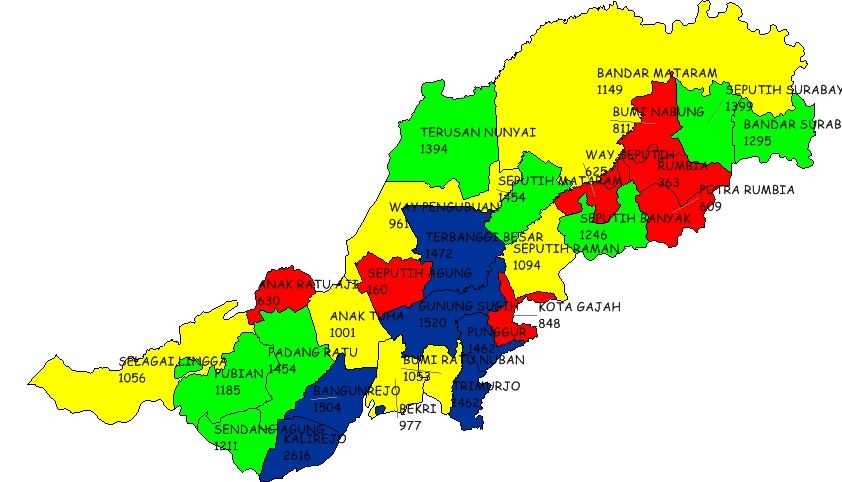 BANDAR MATARAM
1149
SEPUTIH SURABAY
1399
BUMI NABUNG
811
BANDAR SURAB
1295
TERUSAN NUNYAI
1394
WAY SEPUTIH
625
RUMBIA
363
SEPUTIH MATARAM
1454
PUTRA RUMBIA
609
WAY PENGUBUAN
961
SEPUTIH BANYAK
1246
TERBANGGI BESAR
1472
SEPUTIH RAMAN
1094
SEPUTIH AGUNG
160
ANAK RATU AJI
630
GUNUNG SUGIH
1520
KOTA GAJAH
848
ANAK TUHA
1001
PUNGGUR
1462
PADANG RATU
1454
SELAGAI LINGGA
1056
BUMI RATU NUBAN
1053
PUBIAN
1185
BANGUNREJO
1504
TRIMURJO
1462
BEKRI
977
SENDANG AGUNG
1211
KALIREJO
2616